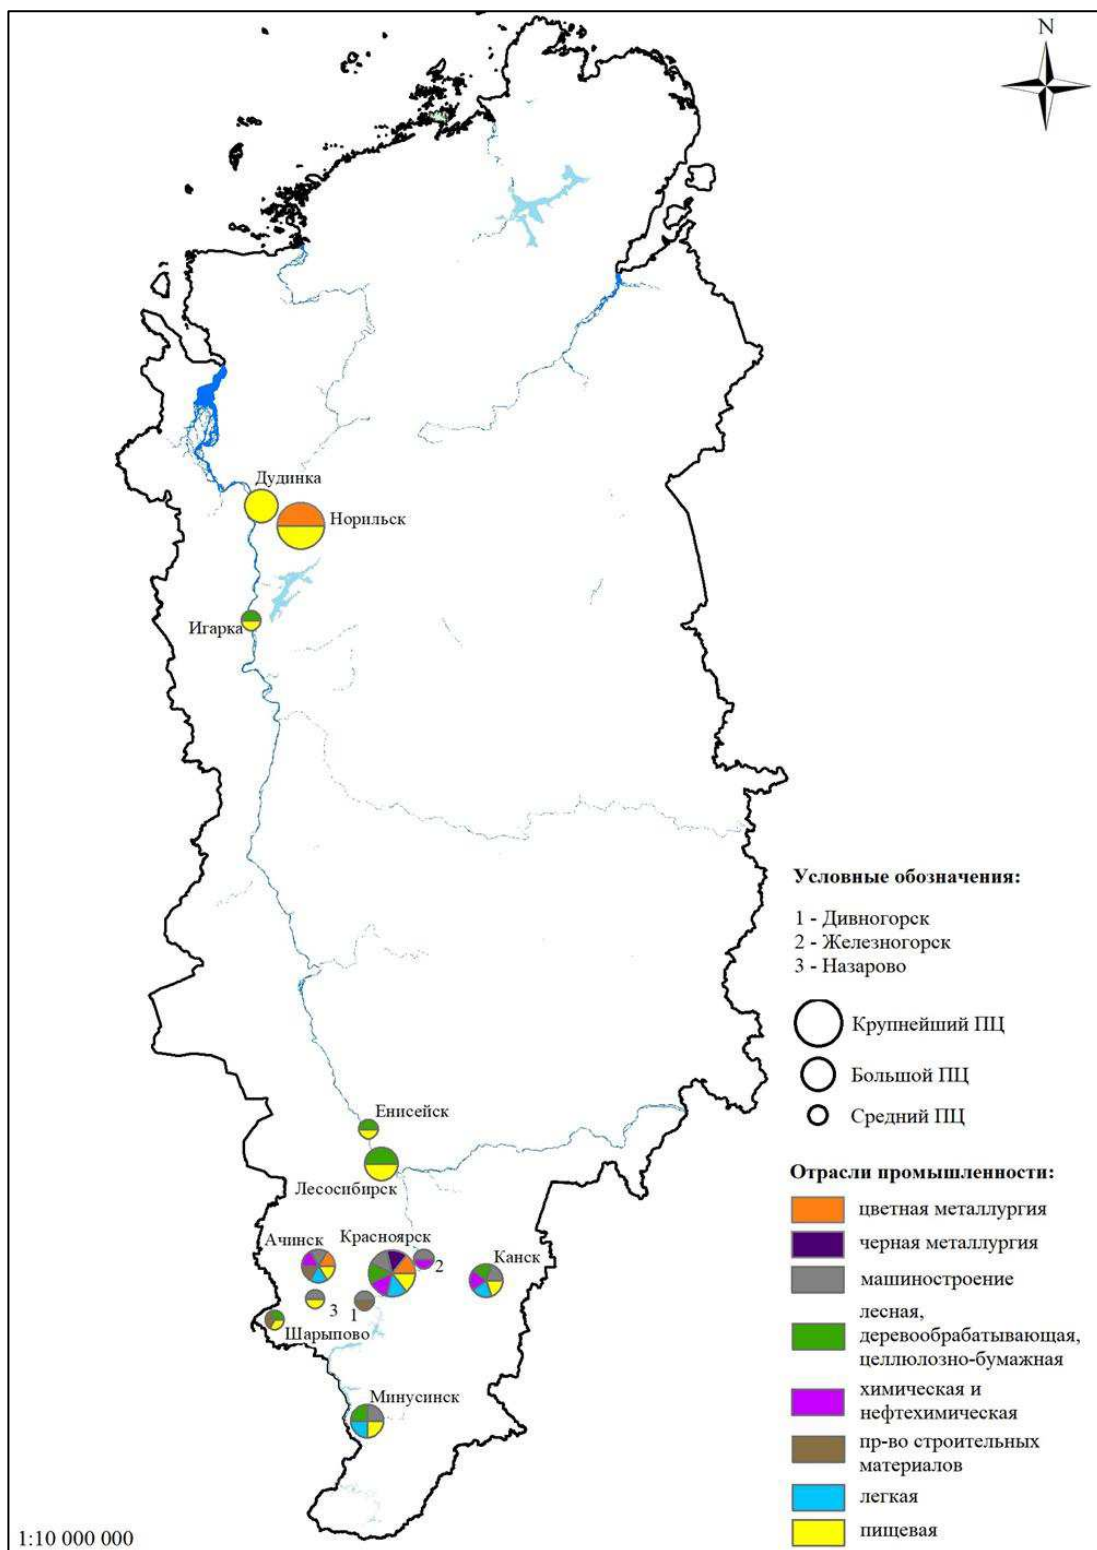 N
Дудинка
Норильск
Игарка
Условные обозначения:
1 - Дивногорск
2 - Железногорск
3 - Назарово
Крупнейший ПЦ
Большой ПЦ
Средний ПЦ
Енисейск
Лесосибирск
Отрасли промышленности:
цветная металлургия
черная металлургия
машиностроение
лесная,
деревообрабатывающая,
целлюлозно-бумажная
химическая и
нефтехимическая
пр-во строительных
материалов
легкая
пищевая
Ачинск
Красноярск
Канск
2
3
1
Шарыпово
Минусинск
1:10 000 000